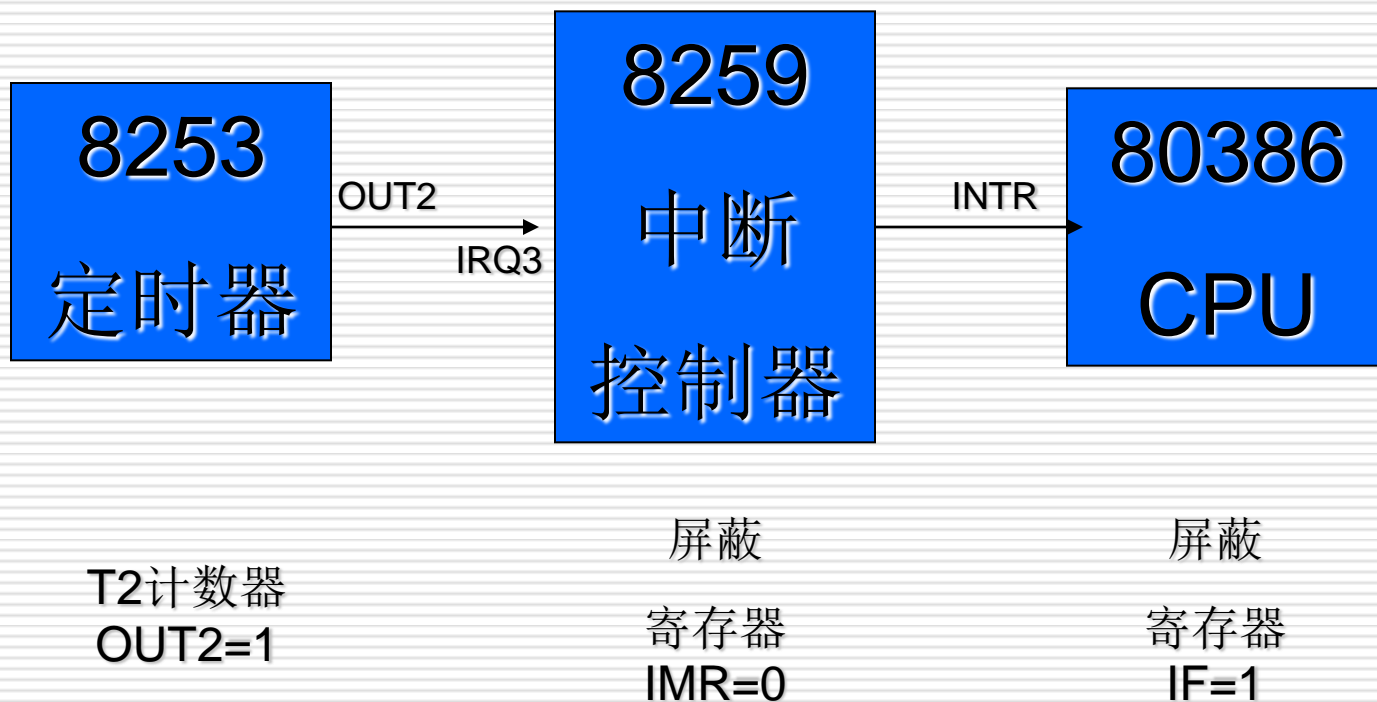 8253
定时器
OUT2
IRQ3
8259
中断
控制器
INTR
80386
CPU
T2计数器
OUT2=1
屏蔽
寄存器
IMR=0
屏蔽
寄存器
IF=1